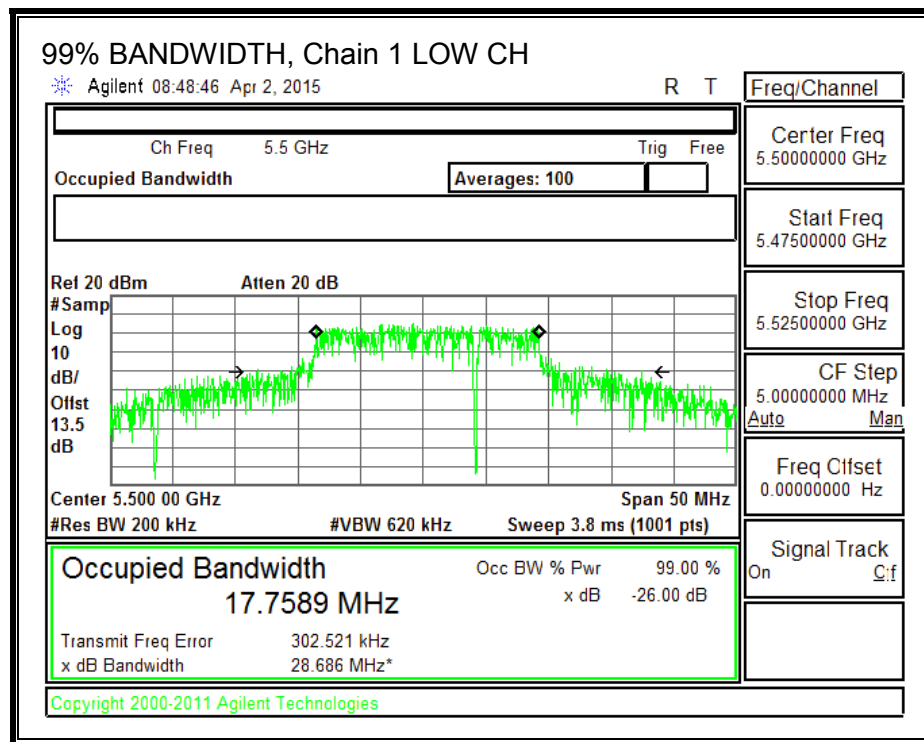 99% BANDWIDTH, Chain 1 LOW CH
Agilent 08:48:46 Apr 2, 2015 R T
Freq/Channel
Ch Freq 5.5 GHz Trig Free
Occupied Bandwidth Averages: 100
Center Freq
5.50000000 GHz
Start Freq
5.47500000 GHz
Stop Freq
5.52500000 GHz
CF Step
5.00000000 MHz
Auto Man
Freq Offset
0.00000000 Hz
Signal Track
On Off
Ref 20 dBm Atten 20 dB
#Samp
Log
10
dB/
Offst
13.5
dB
Center 5.500 00 GHz Span 50 MHz
#Res BW 200 kHz #VBW 620 kHz Sweep 3.8 ms (1001 pts)
Occupied Bandwidth Occ BW % Pwr 99.00 %
17.7589 MHz x dB -26.00 dB
Transmit Freq Error 302.521 kHz
x dB Bandwidth 28.686 MHz*
Copyright 2000-2011 Agilent Technologies